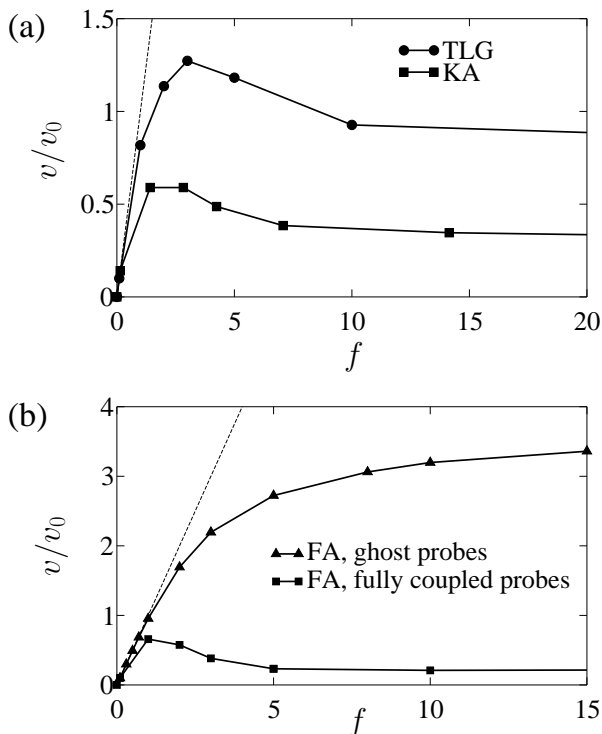 (a)
1.5
1
0.5
0
v/v₀
TLG
KA
0 5 10 15 20
f
(b)
4
3
2
1
0
v/v₀
FA, ghost probes
FA, fully coupled probes
0 5 10 15
f